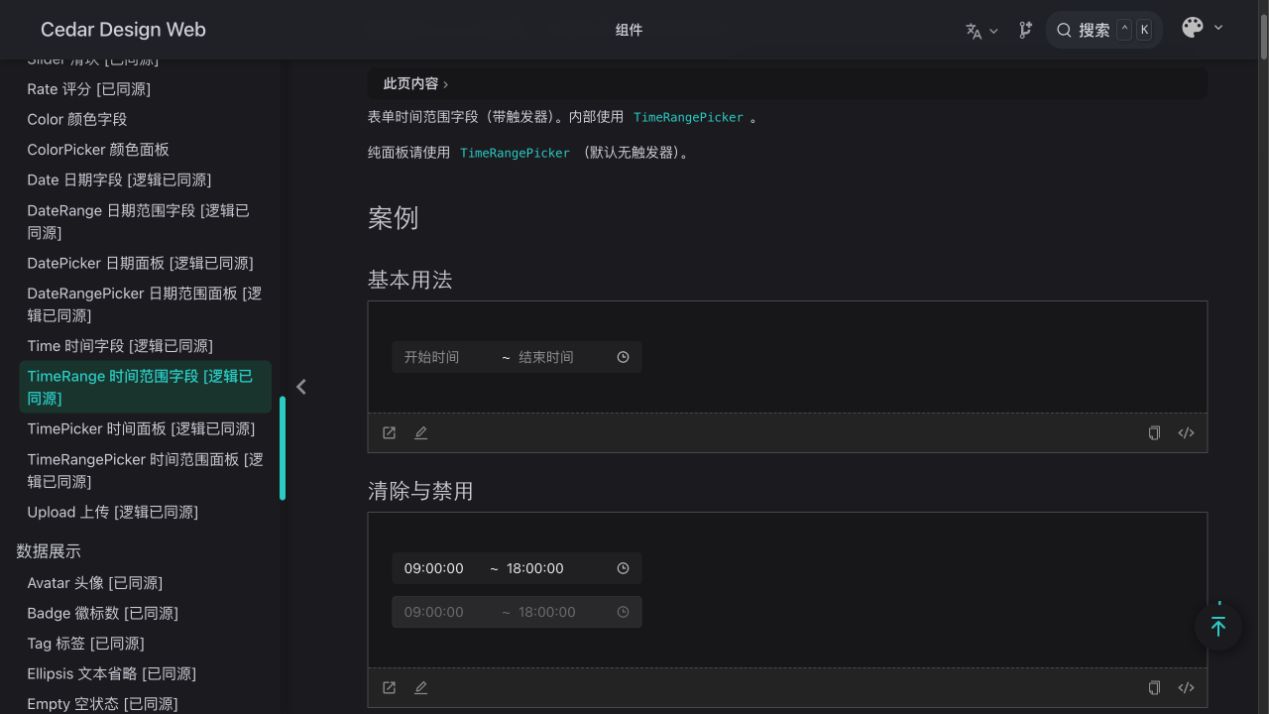 Cedar Design Web
组件
搜索
^
K
Slider 滑块 [已同源]
Rate 评分 [已同源]
Color 颜色字段
ColorPicker 颜色面板
Date 日期字段 [逻辑已同源]
DateRange 日期范围字段 [逻辑已
同源]
DatePicker 日期面板 [逻辑已同源]
DateRangePicker 日期范围面板 [逻
辑已同源]
Time 时间字段 [逻辑已同源]
TimeRange 时间范围字段 [逻辑已
同源]
TimePicker 时间面板 [逻辑已同源]
TimeRangePicker 时间范围面板 [逻
辑已同源]
Upload 上传 [逻辑已同源]
数据展示
Avatar 头像 [已同源]
Badge 徽标数 [已同源]
Tag 标签 [已同源]
Ellipsis 文本省略 [已同源]
Empty 空状态 [已同源]
此页内容 ›
表单时间范围字段（带触发器）。内部使用 TimeRangePicker 。
纯面板请使用 TimeRangePicker （默认无触发器）。
案例
基本用法
开始时间 ~ 结束时间
清除与禁用
09:00:00 ~ 18:00:00
09:00:00 ~ 18:00:00